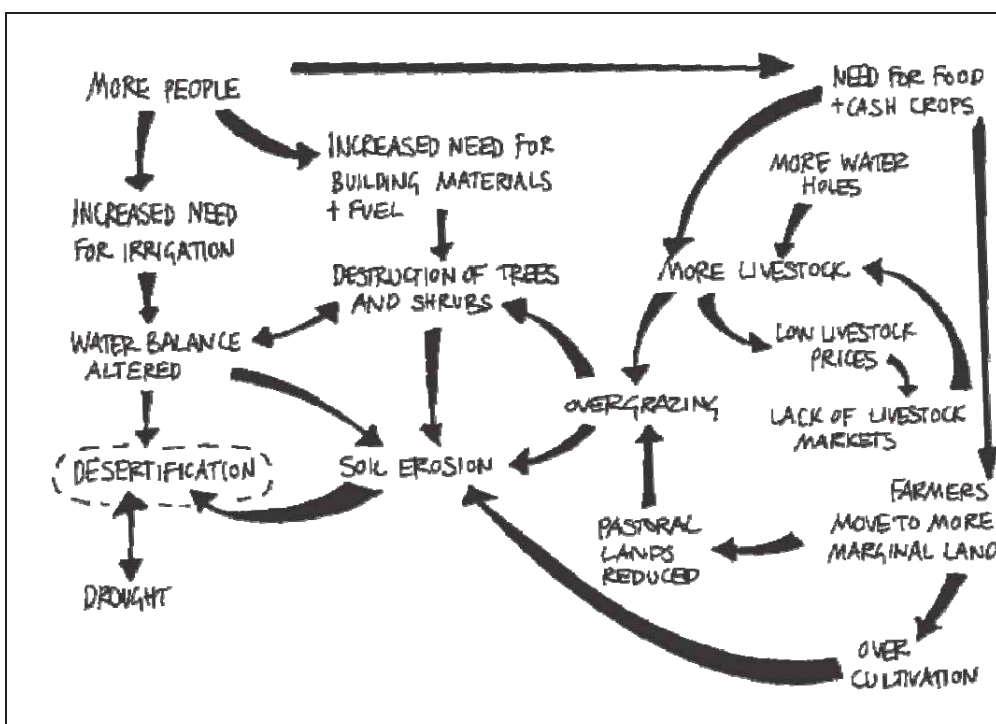 MORE PEOPLE
NEED FOR FOOD
+ CASH CROPS
INCREASED NEED FOR
BUILDING MATERIALS
+ FUEL
MORE WATER
HOLES
INCREASED NEED
FOR IRRIGATION
DESTRUCTION OF TREES
AND SHRUBS
MORE LIVESTOCK
WATER BALANCE
ALTERED
LOW LIVESTOCK
PRICES
OVERGRAZING
LACK OF LIVESTOCK
MARKETS
DESERTIFICATION
SOIL EROSION
FARMERS
MOVE TO MORE
MARGINAL LAND
PASTORAL
LANDS
REDUCED
DROUGHT
OVER
CULTIVATION